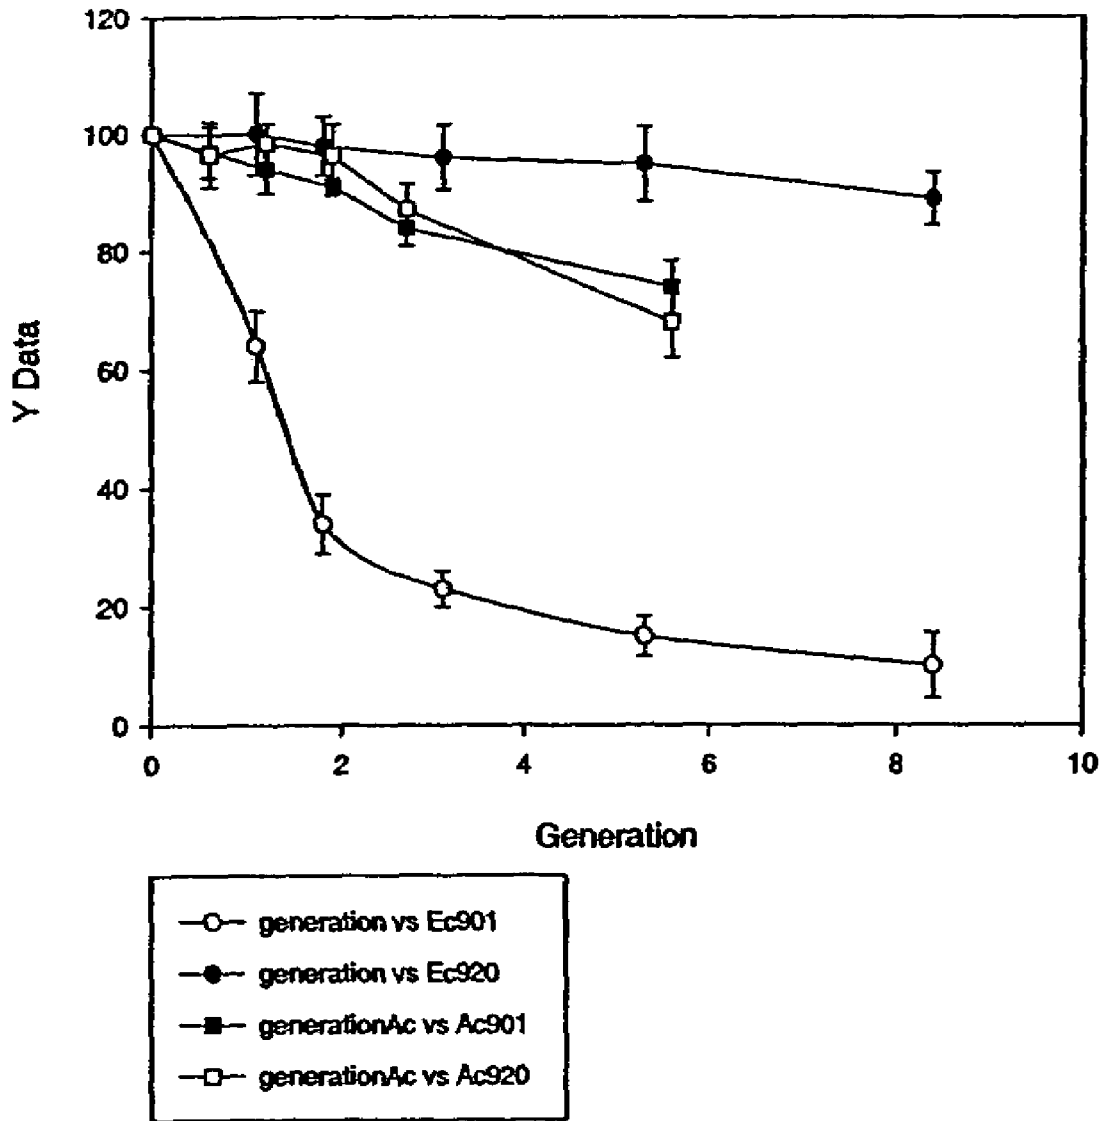 120
100
80
60
40
20
0
Y Data
0 2 4 6 8 10
Generation
generation vs Ec901
generation vs Ec920
generationAc vs Ac901
generationAc vs Ac920